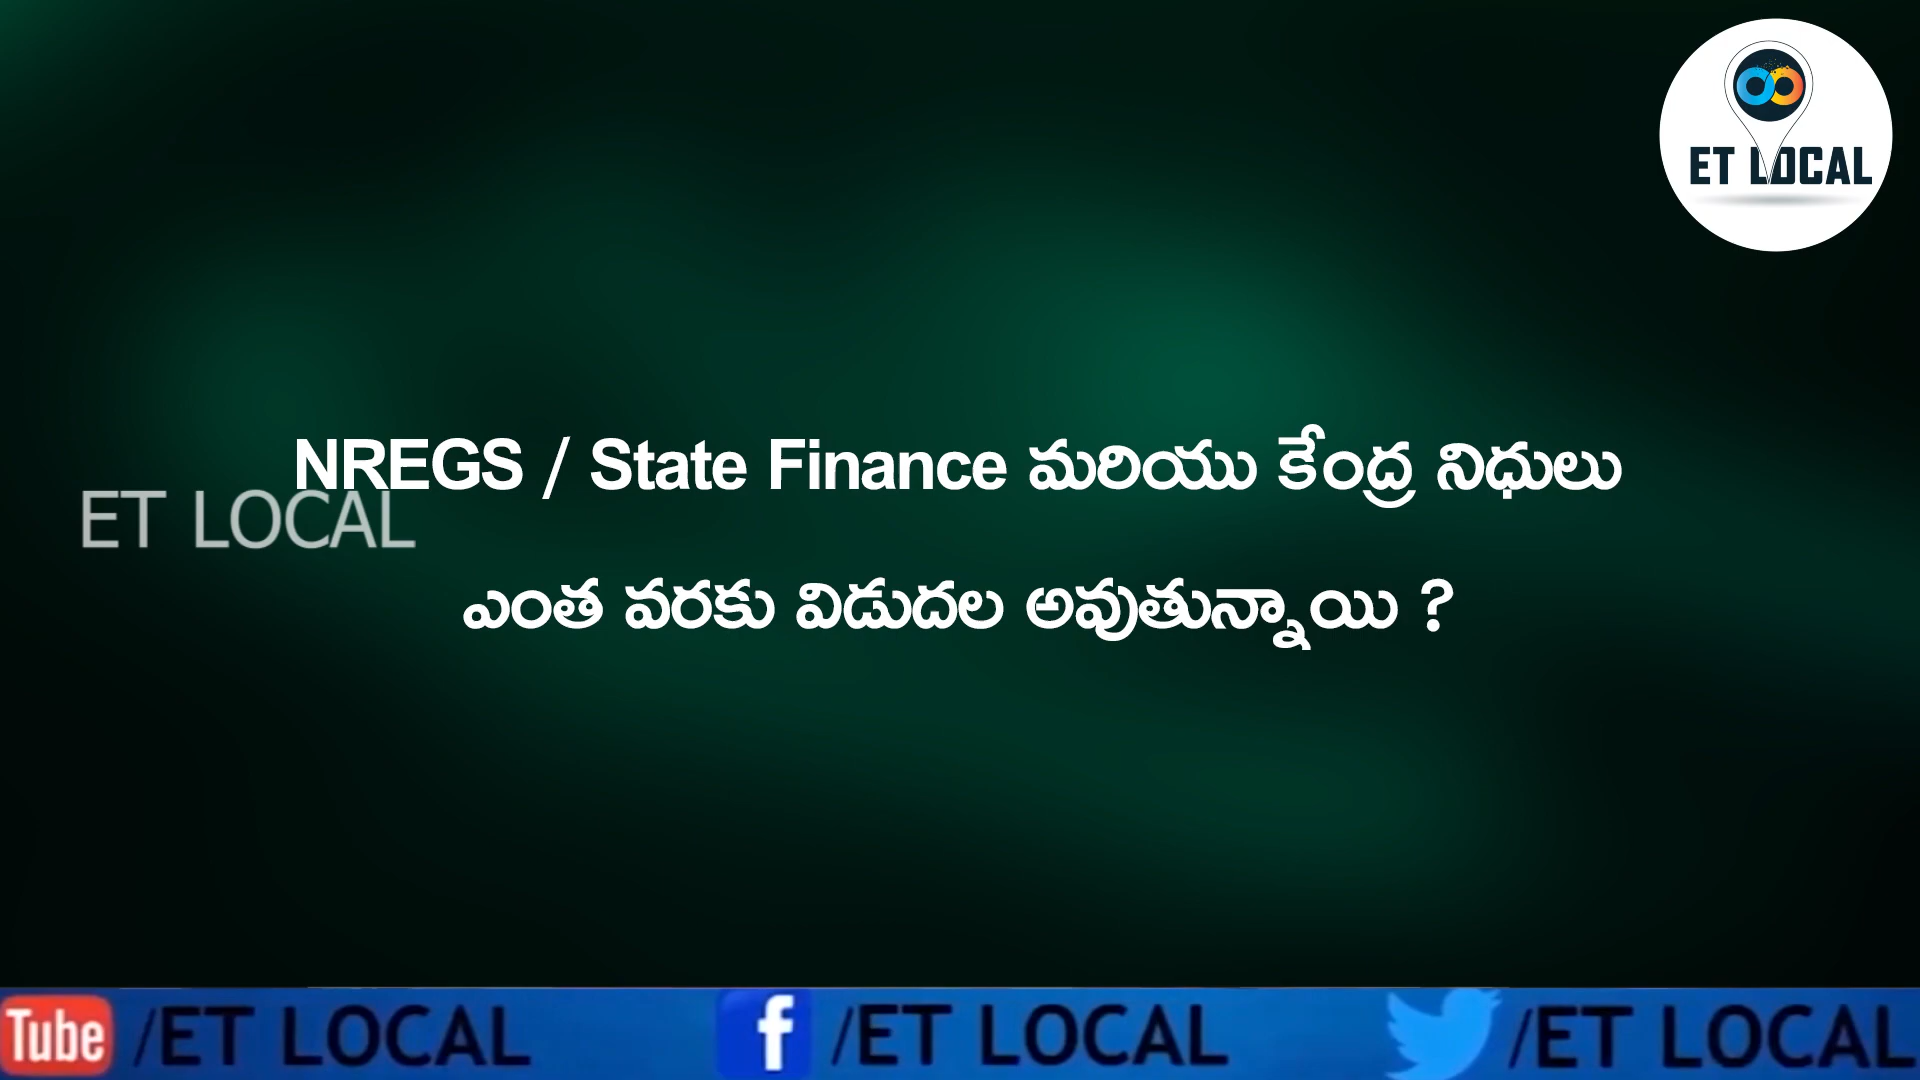 ET LOCAL
NREGS / State Finance మరియు కేంద్ర నిధులు
ET LOCAL
ఎంత వరకు విడుదల అవుతున్నాయి ?
Tube /ET LOCAL f /ET LOCAL /ET LOCAL